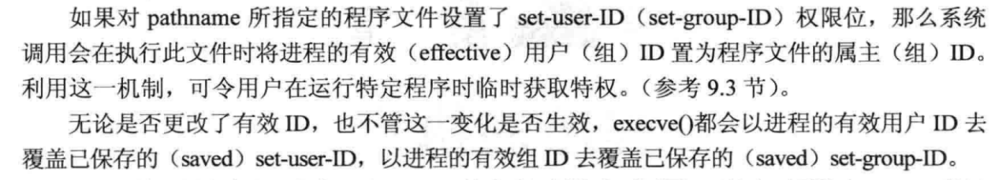 如果对 pathname 所指定的程序文件设置了 set-user-ID（set-group-ID）权限位，那么系统
调用会在执行此文件时将进程的有效（effective）用户（组）ID 置为程序文件的属主（组）ID。
利用这一机制，可令用户在运行特定程序时临时获取特权。（参考 9.3 节）。
无论是否更改了有效 ID，也不管这一变化是否生效，execve()都会以进程的有效用户 ID 去
覆盖已保存的（saved）set-user-ID，以进程的有效组 ID 去覆盖已保存的（saved）set-group-ID。